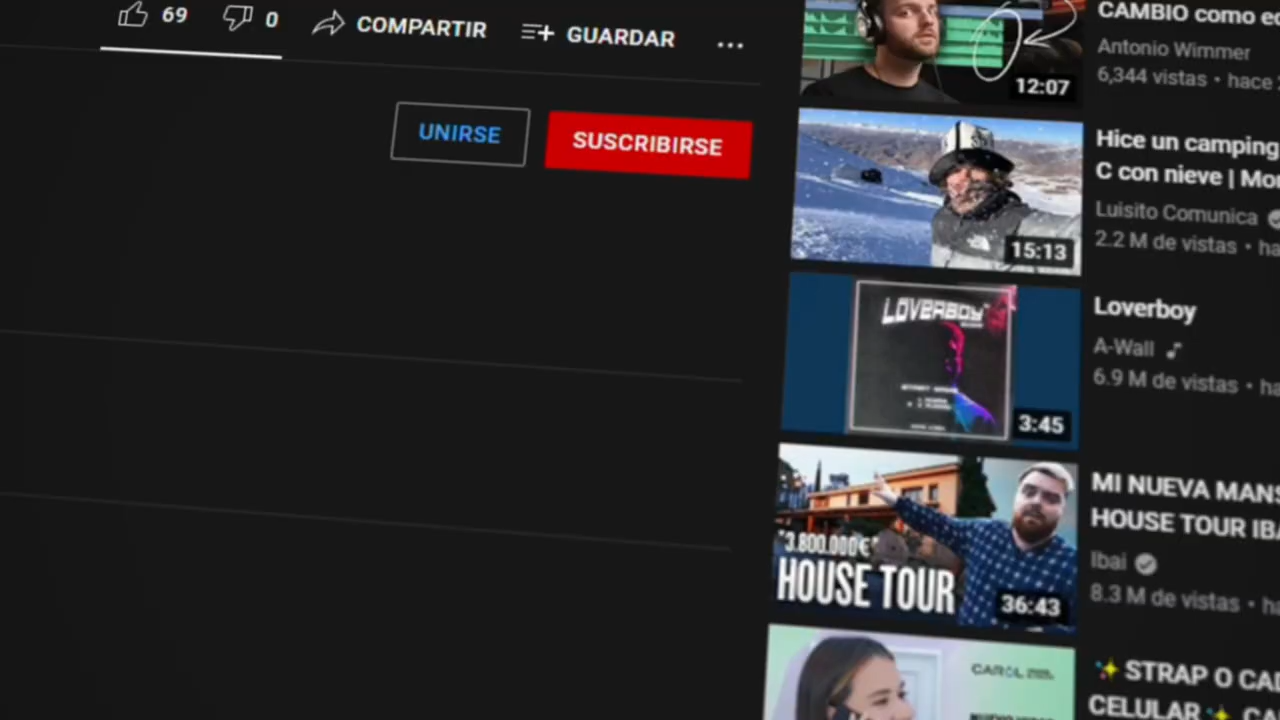 69
0
COMPARTIR
GUARDAR
UNIRSE
SUSCRIBIRSE
12:07
CAMBIO como
Antonio Wimmer
6,344 vistas • hace
15:13
Hice un camping
C con nieve |
Luisito Comunica
2.2 M de vistas •
LOVERBOY
3:45
Loverboy
A-Wall
6.9 M de vistas •
"3.800.000€"
HOUSE TOUR
36:43
MI NUEVA
HOUSE TOUR
Ibai
8.3 M de vistas •
CAROL
✨ STRAP O
CELULAR ✨